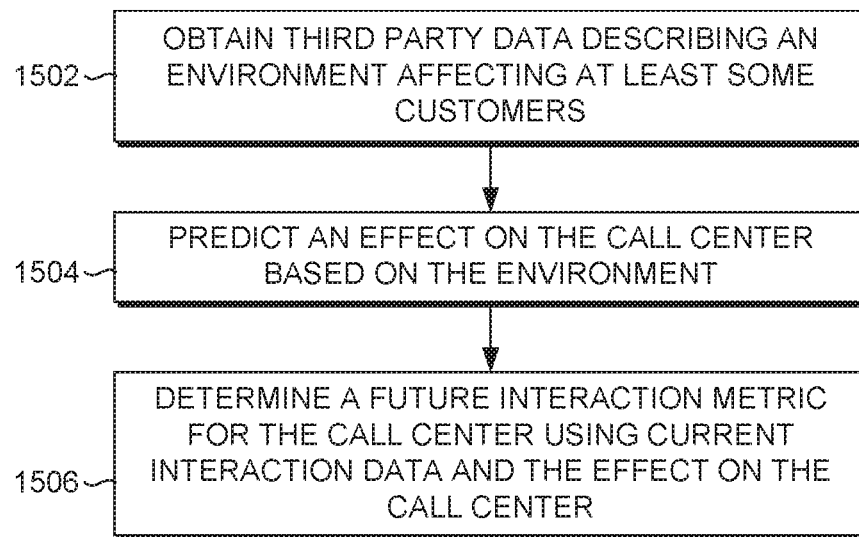 OBTAIN THIRD PARTY DATA DESCRIBING AN
1502
ENVIRONMENT AFFECTING AT LEAST SOME
CUSTOMERS
PREDICT AN EFFECT ON THE CALL CENTER
1504
BASED ON THE ENVIRONMENT
DETERMINE A FUTURE INTERACTION METRIC
FOR THE CALL CENTER USING CURRENT
1506
INTERACTION DATA AND THE EFFECT ON THE
CALL CENTER